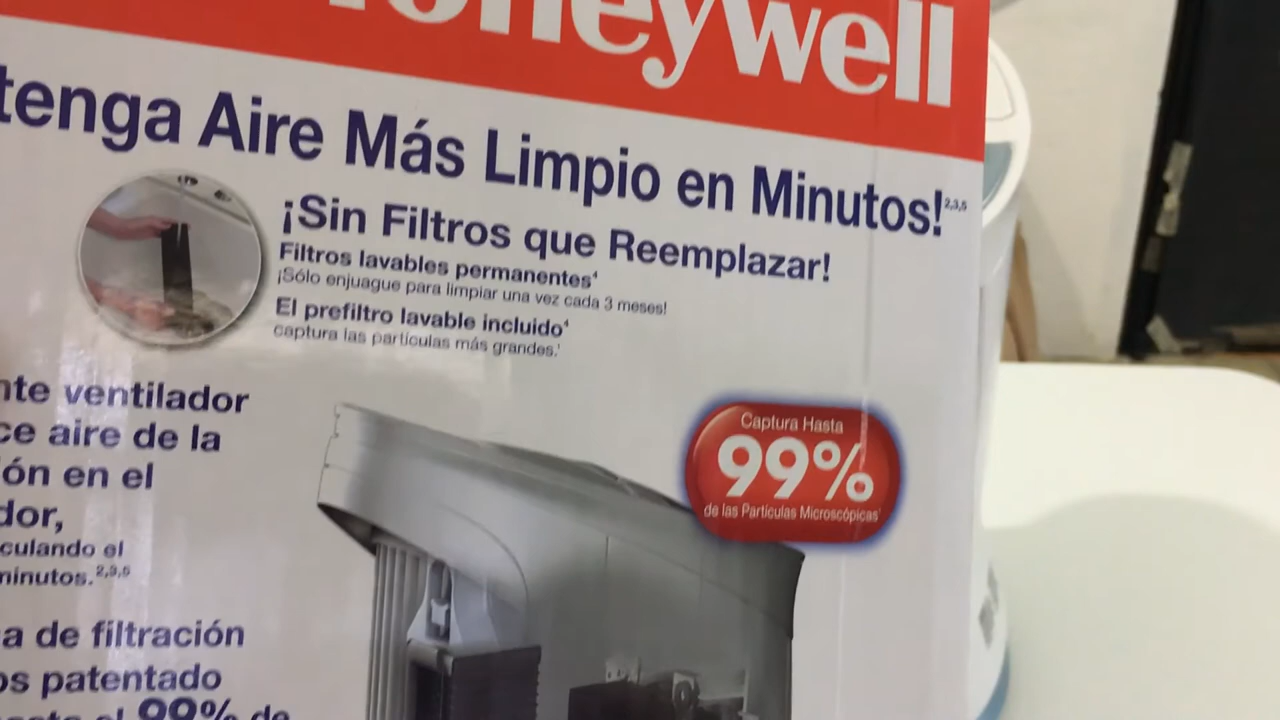 Honeywell
tenga Aire Más Limpio en Minutos!2,3,5
¡Sin Filtros que Reemplazar!
Filtros lavables permanentes4
¡Sólo enjuague para limpiar una vez cada 3 meses!
El prefiltro lavable incluido4
captura las partículas más grandes.1
nte ventilador
ce aire de la
ón en el
dor,
culando el
minutos.2,3,5
Captura Hasta
99%
de las Partículas Microscópicas
a de filtración
os patentado
99% de